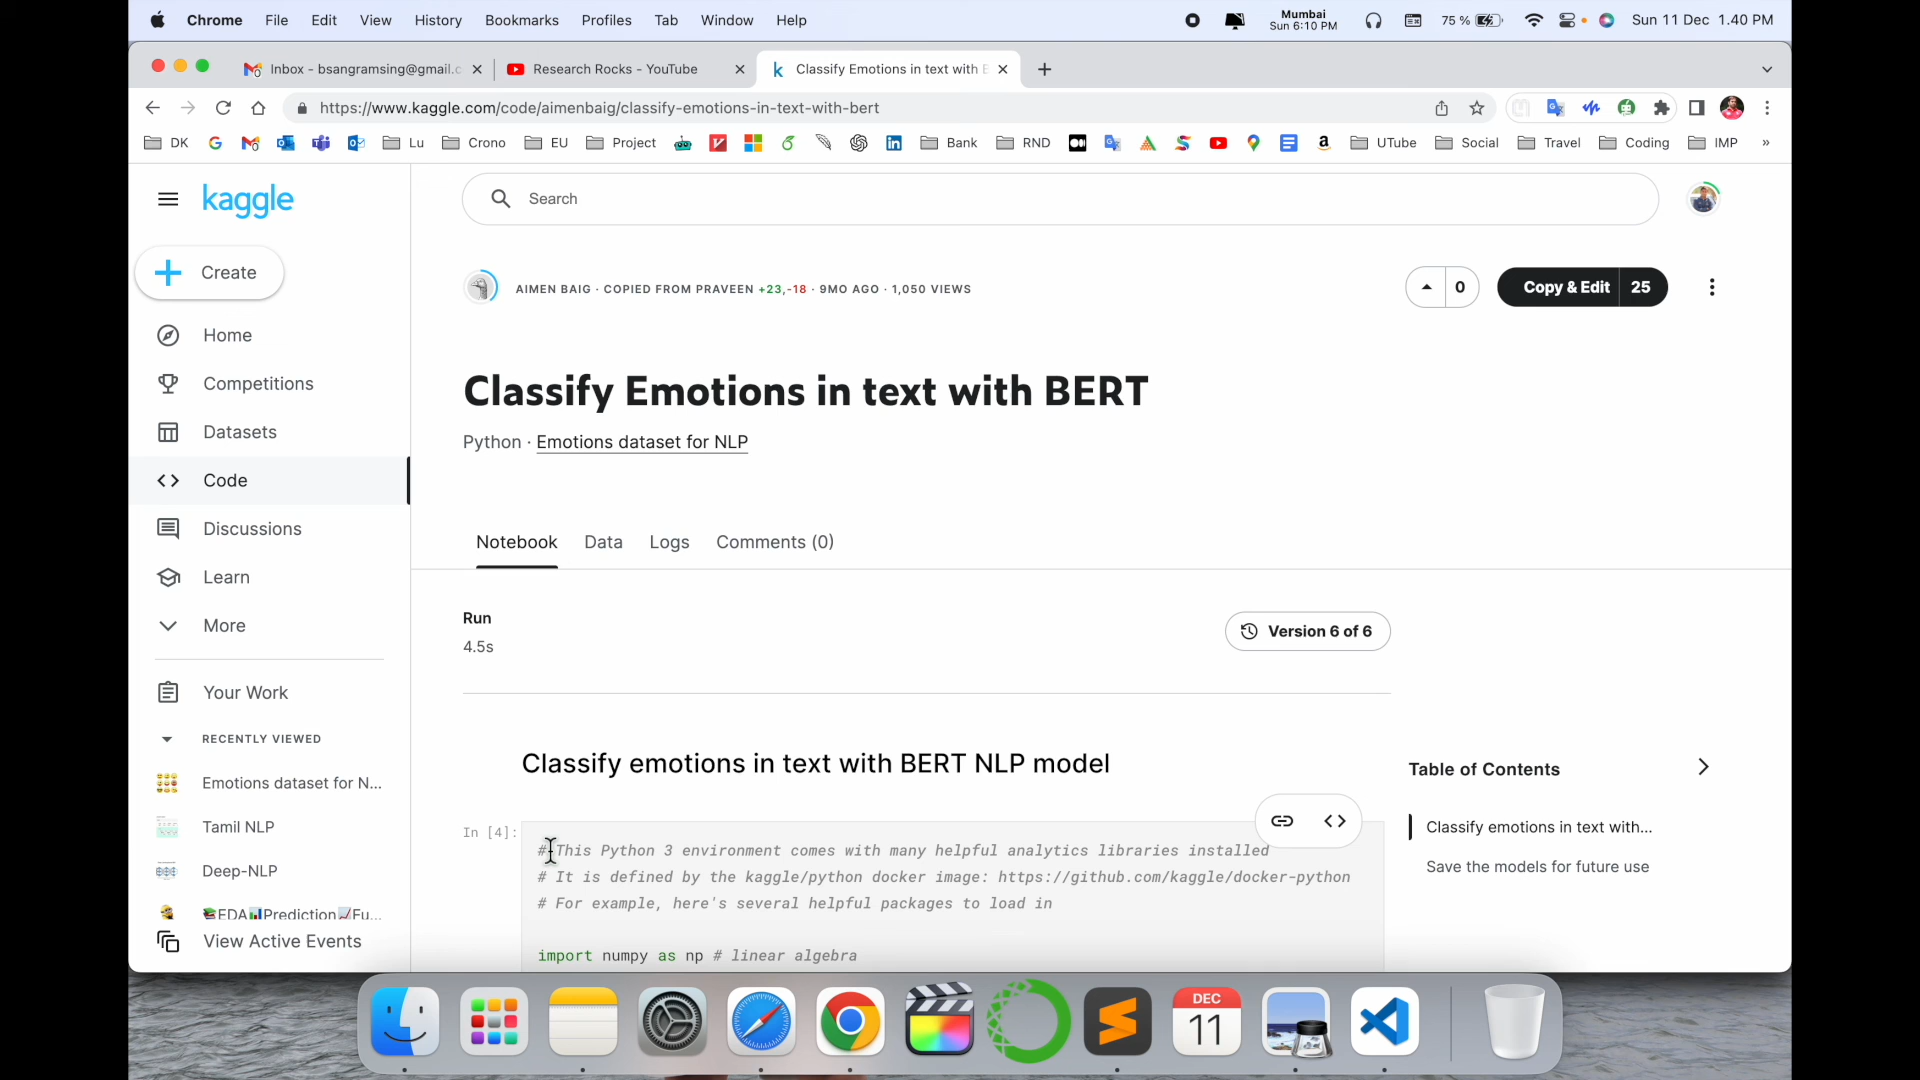 Chrome File Edit View History Bookmarks Profiles Tab Window Help Mumbai Sun 6:10 PM 75 % Sun 11 Dec 1.40 PM
Inbox - bsangramsing@gmail.c Research Rocks - YouTube k Classify Emotions in text with B
https://www.kaggle.com/code/aimenbaig/classify-emotions-in-text-with-bert
DK Lu Crono EU Project Bank RND UTube Social Travel Coding IMP »
kaggle
Search
Create
AIMEN BAIG · COPIED FROM PRAVEEN +23,-18 · 9MO AGO · 1,050 VIEWS
0
Copy & Edit 25
Home
Competitions
Datasets
Code
Discussions
Learn
More
Your Work
RECENTLY VIEWED
Emotions dataset for N...
Tamil NLP
Deep-NLP
EDA Prediction Fu...
View Active Events
Classify Emotions in text with BERT
Python · Emotions dataset for NLP
Notebook Data Logs Comments (0)
Run
4.5s
Version 6 of 6
Classify emotions in text with BERT NLP model
In [4]:
# This Python 3 environment comes with many helpful analytics libraries installed
# It is defined by the kaggle/python docker image: https://github.com/kaggle/docker-python
# For example, here's several helpful packages to load in
import numpy as np # linear algebra
Table of Contents
Classify emotions in text with...
Save the models for future use
DEC
11